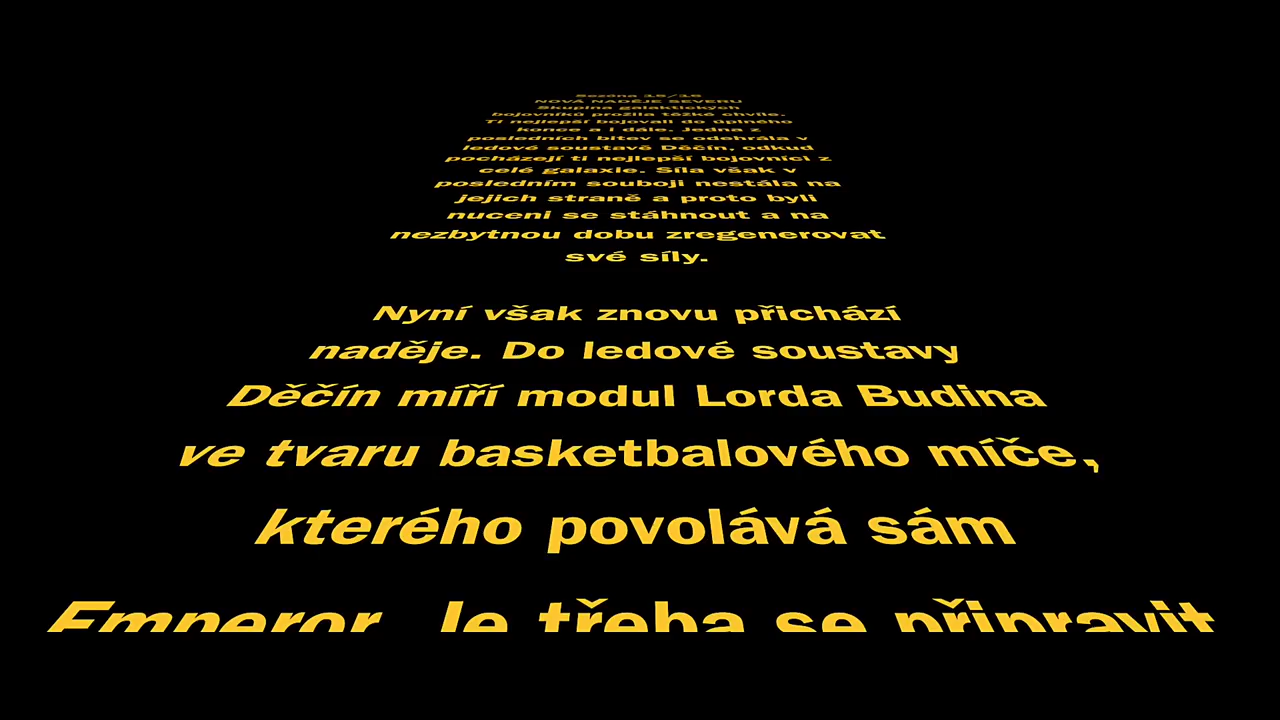 Sezóna 15/16
NOVÁ NADĚJE SEVERU
Skupina galaktických
bojovníků prožila těžké chvíle.
Ti nejlepší bojovali do úplného
konce a i dále. Jedna z
posledních bitev se odehrála v
ledové soustavě Děčín, odkud
pocházejí ti nejlepší bojovníci z
celé galaxie. Síla však v
posledním souboji nestála na
jejich straně a proto byli
nuceni se stáhnout a na
nezbytnou dobu zregenerovat
své síly.
Nyní však znovu přichází
naděje. Do ledové soustavy
Děčín míří modul Lorda Budina
ve tvaru basketbalového míče,
kterého povolává sám
Emperor. Je třeba se připravit